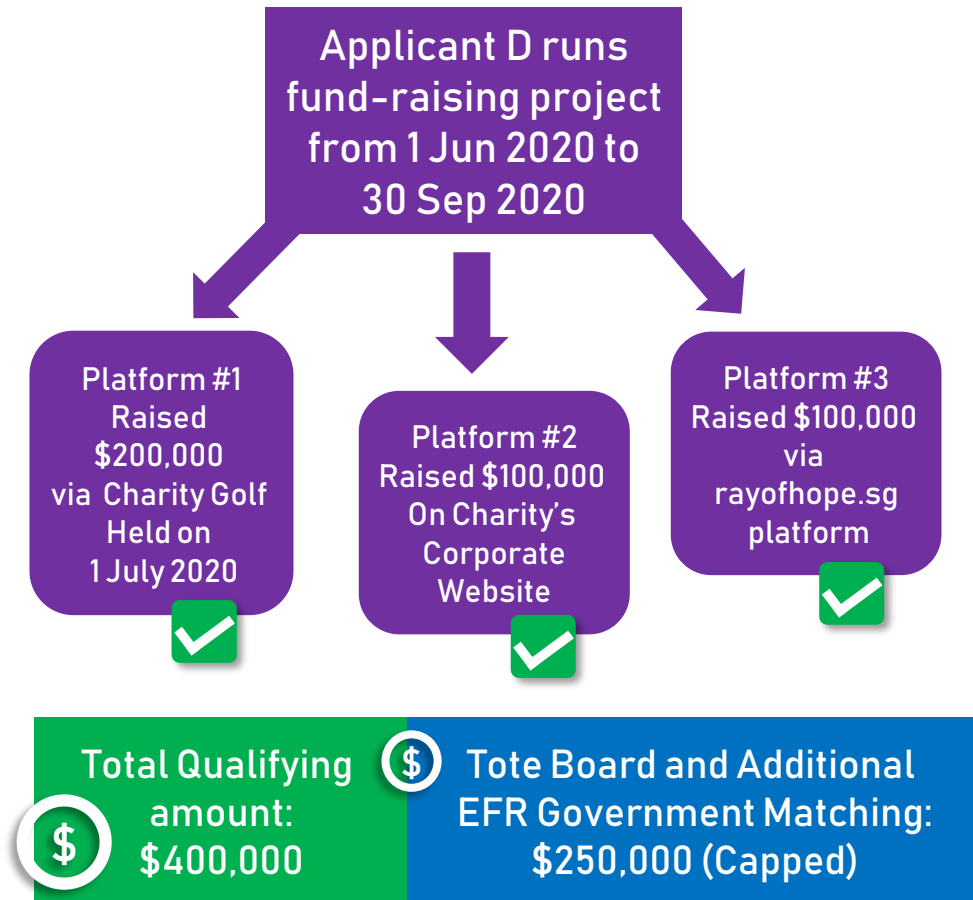 Applicant D runs
fund-raising project
from 1 Jun 2020 to
30 Sep 2020
Platform #1
Raised
$200,000
via Charity Golf
Held on
1 July 2020
Platform #2
Raised $100,000
On Charity's
Corporate
Website
Platform #3
Raised $100,000
via
rayofhope.sg
platform
Total Qualifying
amount:
$400,000
$
$
Tote Board and Additional
EFR Government Matching:
$250,000 (Capped)